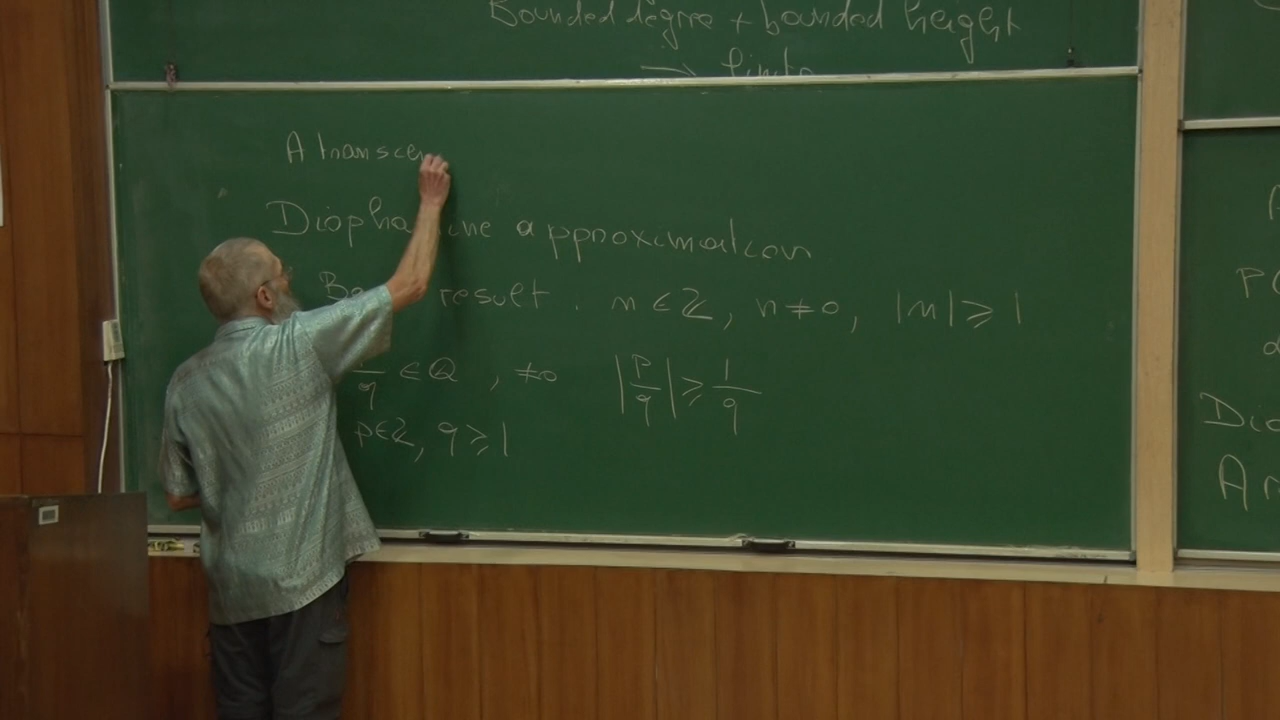 Bounded degree + bounded height
→ finite
A transcen
Diophantine approximation
result . n ∈ ℤ, n ≠ 0, |n| ⩾ 1
∈ ℚ , ≠ 0 |p/q| ⩾ 1/q
p ∈ ℤ, q ⩾ 1